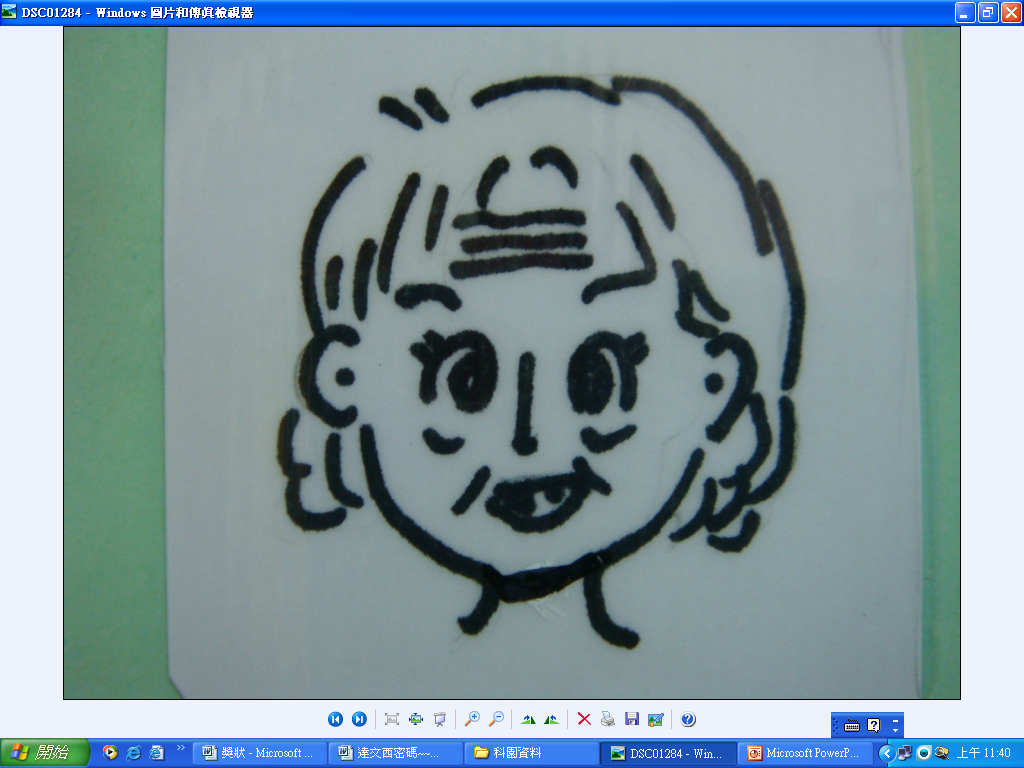 DSC01284 - Windows 圖片和傳真檢視器
開始
獎狀 - Microsoft ...
達文西密碼~~...
科園資料
DSC01284 - Win...
Microsoft PowerP...
上午 11:40